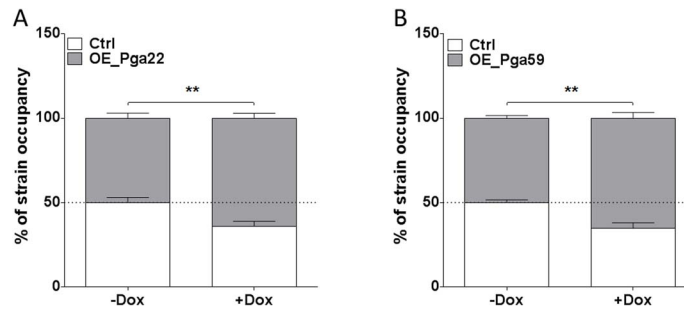 A
150
Ctrl
OE_Pga22
**
100
50
0
% of strain occupancy
-Dox
+Dox
B
150
Ctrl
OE_Pga59
**
100
50
0
% of strain occupancy
-Dox
+Dox